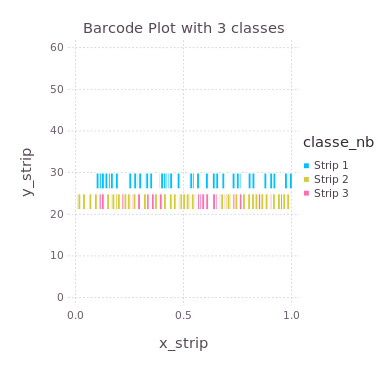 Barcode Plot with 3 classes
60
50
40
30
20
10
0
y_strip
0.0
0.5
1.0
x_strip
classe_nb
Strip 1
Strip 2
Strip 3